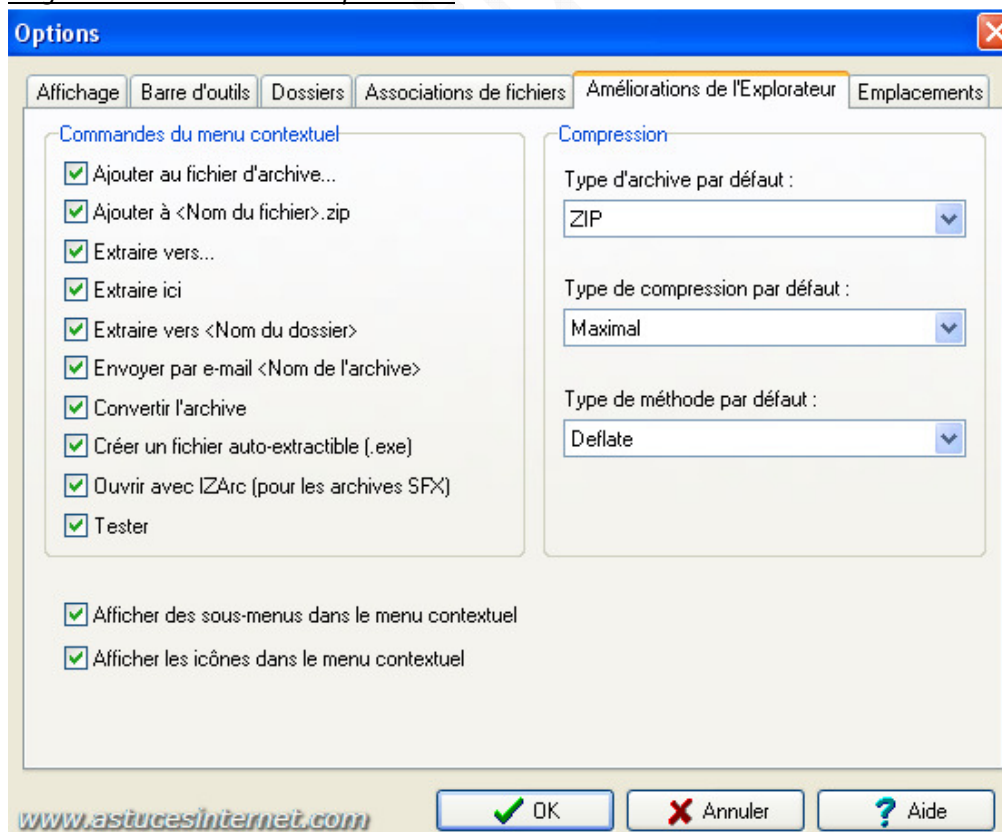 Options
Affichage Barre d'outils Dossiers Associations de fichiers Améliorations de l'Explorateur Emplacements
Commandes du menu contextuel
Ajouter au fichier d'archive...
Ajouter à <Nom du fichier>.zip
Extraire vers...
Extraire ici
Extraire vers <Nom du dossier>
Envoyer par e-mail <Nom de l'archive>
Convertir l'archive
Créer un fichier auto-extractible (.exe)
Ouvrir avec IZArc (pour les archives SFX)
Tester
Compression
Type d'archive par défaut :
ZIP
Type de compression par défaut :
Maximal
Type de méthode par défaut :
Deflate
Afficher des sous-menus dans le menu contextuel
Afficher les icônes dans le menu contextuel
www.astucesinternet.com
OK Annuler Aide